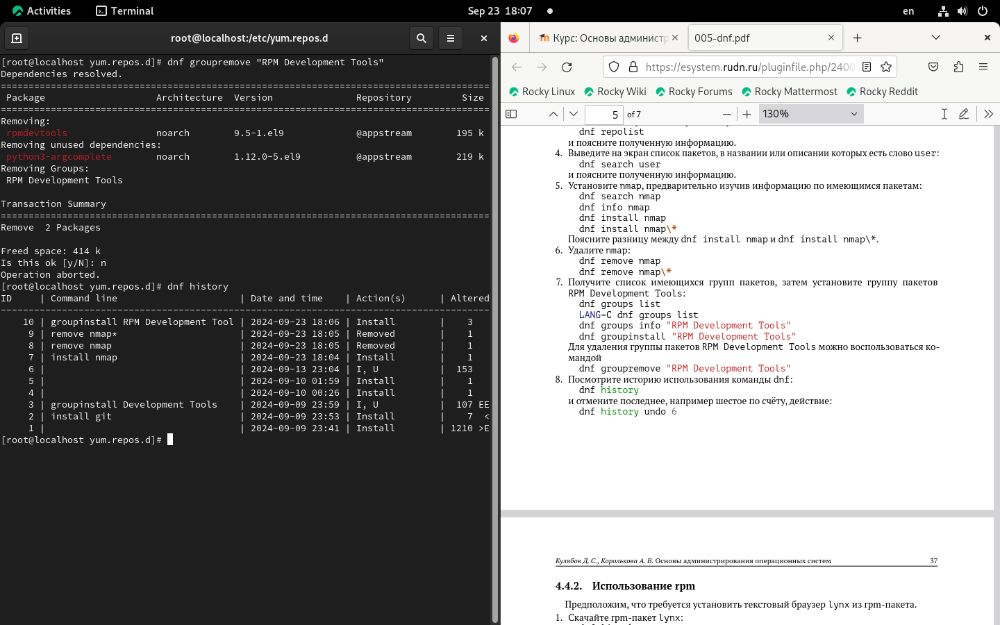 Activities Terminal Sep 23 18:07 en
root@localhost:/etc/yum.repos.d
[root@localhost yum.repos.d]# dnf groupremove "RPM Development Tools"
Dependencies resolved.
========================================================================================
Package Architecture Version Repository Size
========================================================================================
Removing:
rpmdevtools noarch 9.5-1.el9 @appstream 195 k
Removing unused dependencies:
python3-argcomplete noarch 1.12.0-5.el9 @appstream 219 k
Removing Groups:
RPM Development Tools
Transaction Summary
========================================================================================
Remove 2 Packages
Freed space: 414 k
Is this ok [y/N]: n
Operation aborted.
[root@localhost yum.repos.d]# dnf history
ID | Command line | Date and time | Action(s) | Altered
----------------------------------------------------------------------------------------
10 | groupinstall RPM Development Tool | 2024-09-23 18:06 | Install | 3
9 | remove nmap* | 2024-09-23 18:05 | Removed | 1
8 | remove nmap | 2024-09-23 18:05 | Removed | 1
7 | install nmap | 2024-09-23 18:04 | Install | 1
6 | | 2024-09-13 23:04 | I, U | 153
5 | | 2024-09-10 01:59 | Install | 1
4 | | 2024-09-10 00:26 | Install | 1
3 | groupinstall Development Tools | 2024-09-09 23:59 | I, U | 107 EE
2 | install git | 2024-09-09 23:53 | Install | 7 <
1 | | 2024-09-09 23:41 | Install | 1210 >E
[root@localhost yum.repos.d]#
Курс: Основы администр 005-dnf.pdf
https://esystem.rudn.ru/pluginfile.php/2400
Rocky Linux Rocky Wiki Rocky Forums Rocky Mattermost Rocky Reddit
5 of 7 130%
dnf repolist
и поясните полученную информацию.
4. Выведите на экран список пакетов, в названии или описании которых есть слово user:
dnf search user
и поясните полученную информацию.
5. Установите nmap, предварительно изучив информацию по имеющимся пакетам:
dnf search nmap
dnf info nmap
dnf install nmap
dnf install nmap\*
Поясните разницу между dnf install nmap и dnf install nmap\*.
6. Удалите nmap:
dnf remove nmap
dnf remove nmap\*
7. Получите список имеющихся групп пакетов, затем установите группу пакетов
RPM Development Tools:
dnf groups list
LANG=C dnf groups list
dnf groups info "RPM Development Tools"
dnf groupinstall "RPM Development Tools"
Для удаления группы пакетов RPM Development Tools можно воспользоваться ко-
мандой
dnf groupremove "RPM Development Tools"
8. Посмотрите историю использования команды dnf:
dnf history
и отмените последнее, например шестое по счёту, действие:
dnf history undo 6
Кулябов Д. С., Королькова А. В. Основы администрирования операционных систем 37
4.4.2. Использование rpm
Предположим, что требуется установить текстовый браузер lynx из rpm-пакета.
1. Скачайте rpm-пакет lynx: